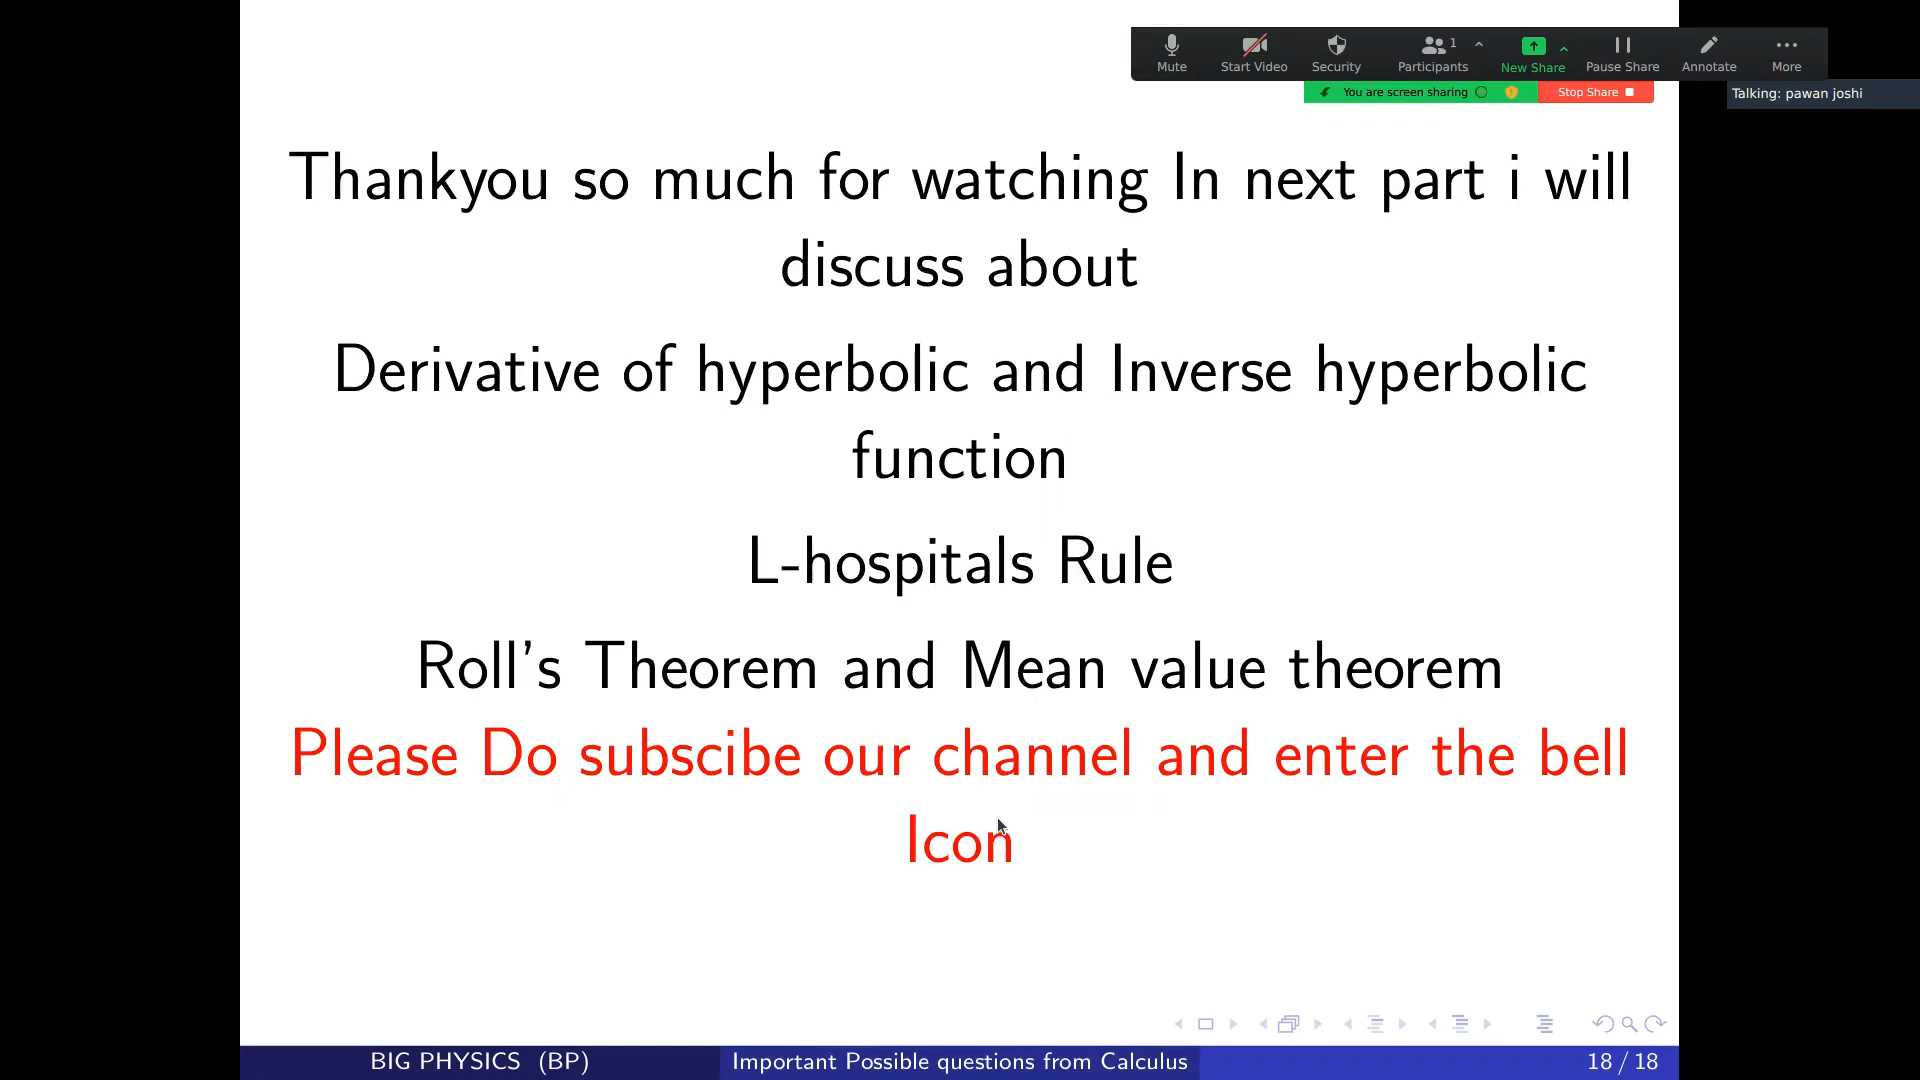 Mute Start Video Security Participants 1 New Share Pause Share Annotate More
You are screen sharing Stop Share
Talking: pawan joshi
Thankyou so much for watching In next part i will
discuss about
Derivative of hyperbolic and Inverse hyperbolic
function
L-hospitals Rule
Roll's Theorem and Mean value theorem
Please Do subscibe our channel and enter the bell
Icon
BIG PHYSICS (BP) Important Possible questions from Calculus 18 / 18